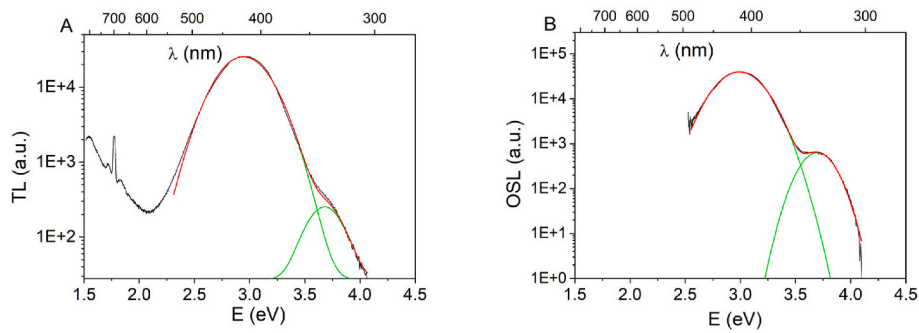 A
700 600 500 400 300
λ (nm)
1E+4
1E+3
1E+2
TL (a.u.)
1.5 2.0 2.5 3.0 3.5 4.0 4.5
E (eV)
B
700 600 500 400 300
λ (nm)
1E+5
1E+4
1E+3
1E+2
1E+1
1E+0
OSL (a.u.)
1.5 2.0 2.5 3.0 3.5 4.0 4.5
E (eV)